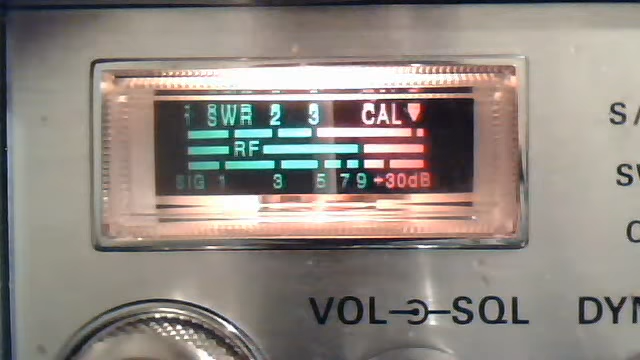 1 SWR 2 3 CAL
RF
SIG 1 3 5 7 9 +30dB
S/
SW
VOL SQL DYN